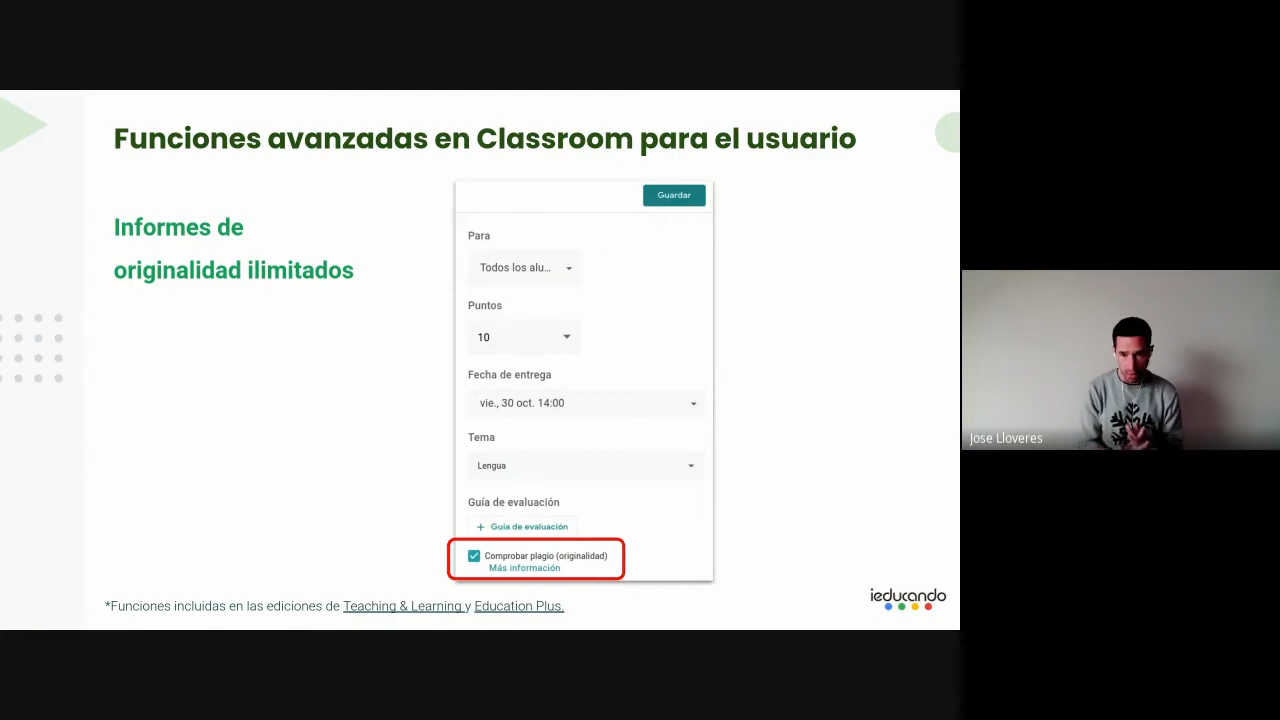 Funciones avanzadas en Classroom para el usuario
Informes de
originalidad ilimitados
Guardar
Para
Todos los alu...
Puntos
10
Fecha de entrega
vie., 30 oct. 14:00
Tema
Lengua
Guía de evaluación
+ Guía de evaluación
Comprobar plagio (originalidad)
Más información
*Funciones incluidas en las ediciones de Teaching & Learning y Education Plus.
ieducando
Jose Lloveres